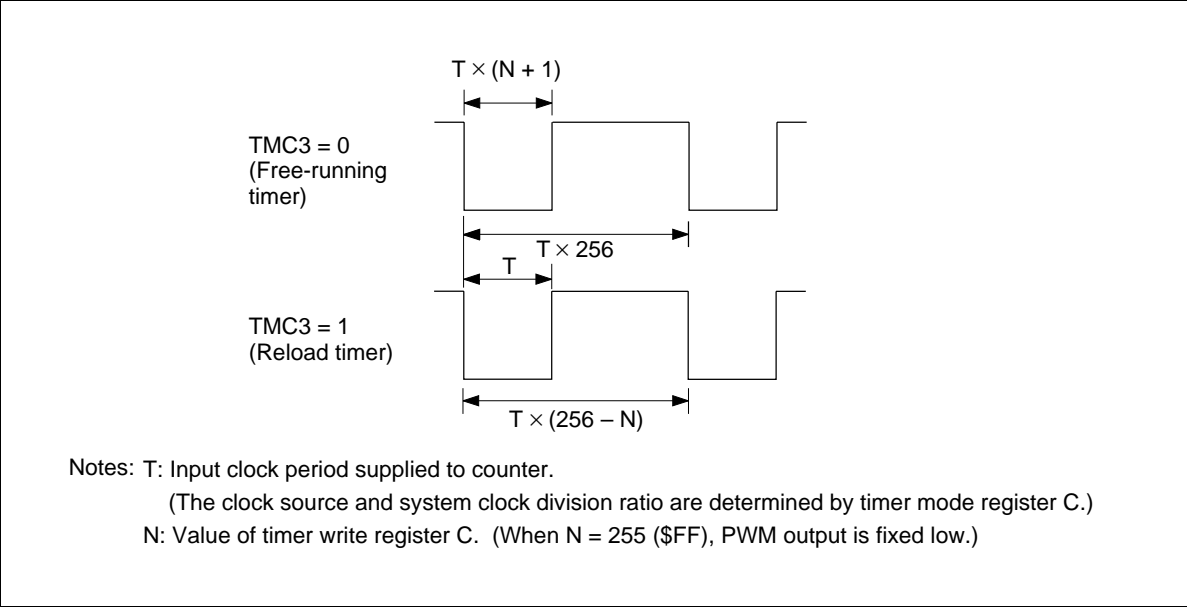 T × (N + 1)
TMC3 = 0
(Free-running
timer)
T × 256
T
TMC3 = 1
(Reload timer)
T × (256 – N)
Notes: T: Input clock period supplied to counter.
(The clock source and system clock division ratio are determined by timer mode register C.)
N: Value of timer write register C. (When N = 255 ($FF), PWM output is fixed low.)